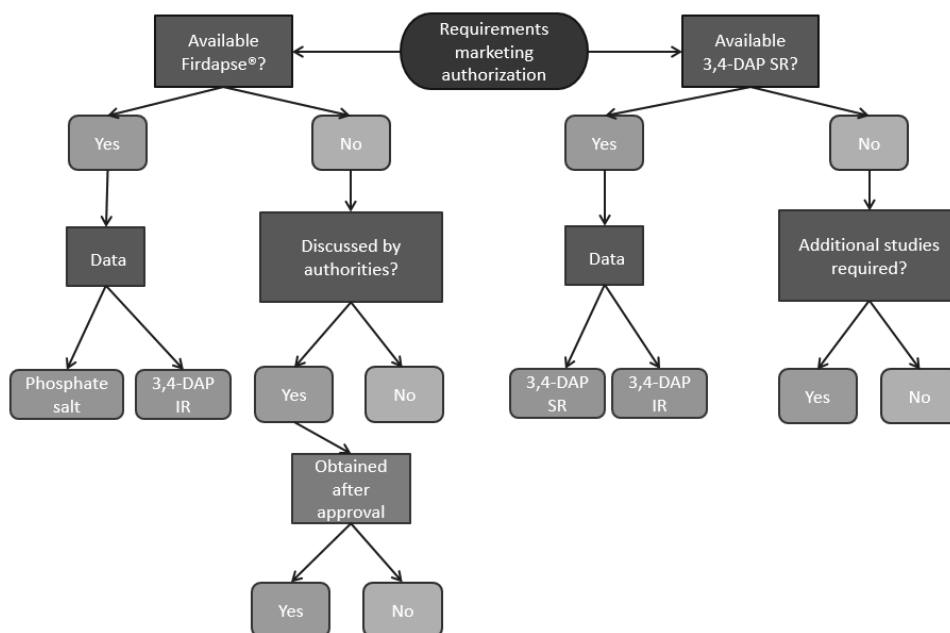 Requirements
marketing
authorization
Available
Firdapse®?
Available
3,4-DAP SR?
Yes
No
Yes
No
Data
Discussed by
authorities?
Data
Additional studies
required?
Phosphate
salt
3,4-DAP
IR
Yes
No
3,4-DAP
SR
3,4-DAP
IR
Yes
No
Obtained
after
approval
Yes
No